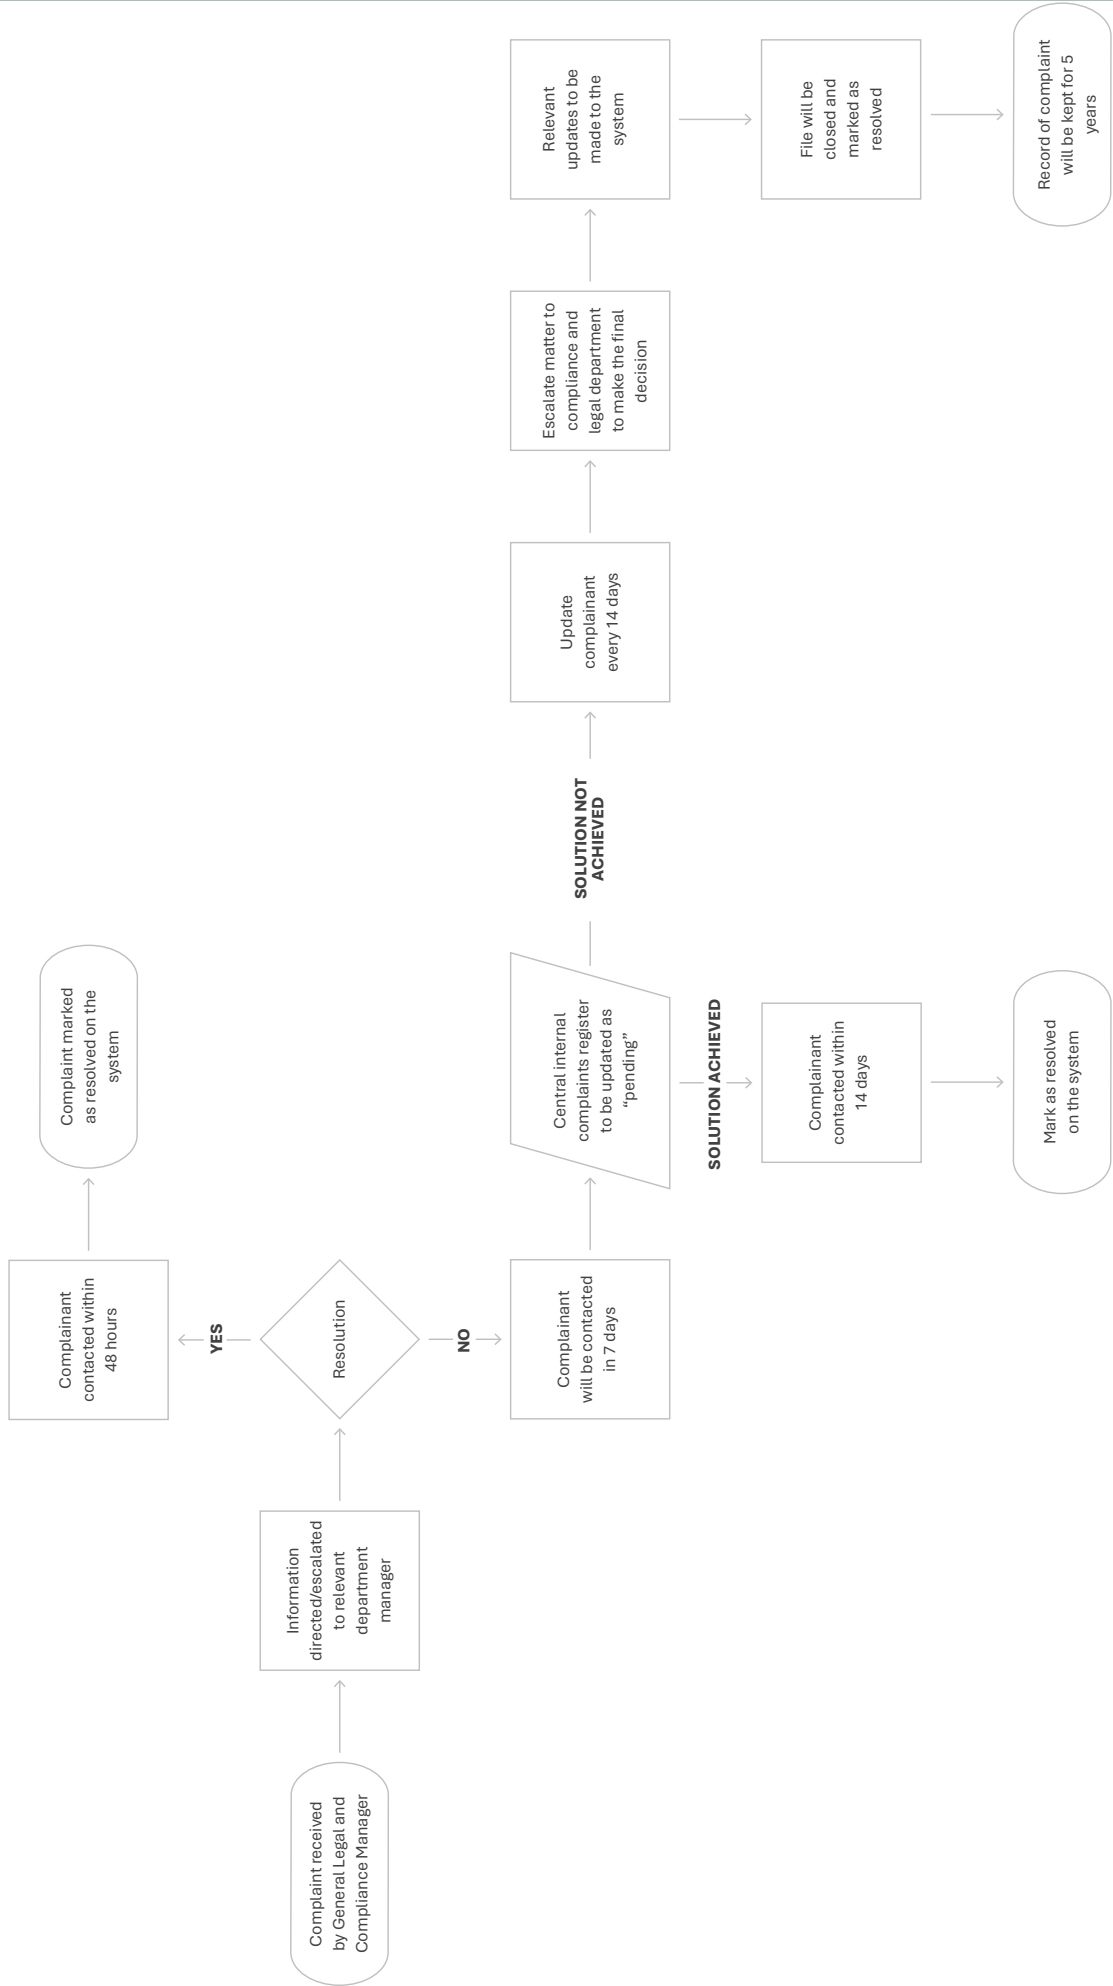 Complaint received
by General Legal and
Compliance Manager
Information
directed/escalated
to relevant
department
manager
Resolution
YES
Complainant
contacted within
48 hours
Complaint marked
as resolved on the
system
NO
Complainant
will be contacted
in 7 days
Central internal
complaints register
to be updated as
“pending”
SOLUTION ACHIEVED
Complainant
contacted within
14 days
Mark as resolved
on the system
SOLUTION NOT
ACHIEVED
Update
complainant
every 14 days
Escalate matter to
compliance and
legal department
to make the final
decision
Relevant
updates to be
made to the
system
File will be
closed and
marked as
resolved
Record of complaint
will be kept for 5
years